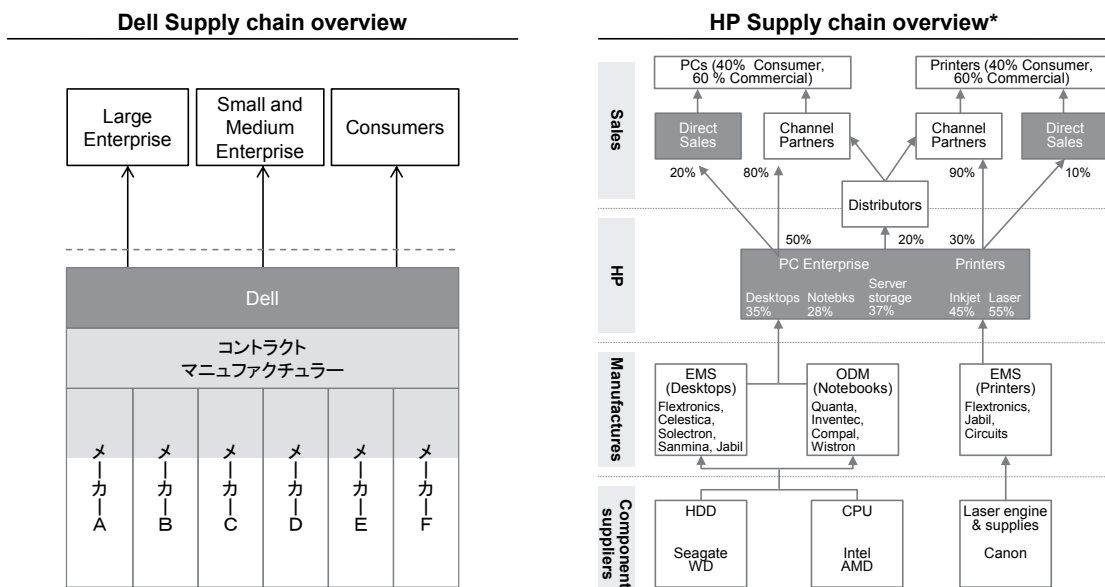 Dell Supply chain overview
Large
Enterprise
Small and
Medium
Enterprise
Consumers
Dell
コントラクト
マニュファクチュラー
メーカーA
メーカーB
メーカーC
メーカーD
メーカーE
メーカーF
HP Supply chain overview*
Sales
PCs (40% Consumer,
60 % Commercial)
Printers (40% Consumer,
60% Commercial)
Direct
Sales
Channel
Partners
Channel
Partners
Direct
Sales
20%
80%
90%
10%
Distributors
50%
20%
30%
HP
PC Enterprise
Printers
Desktops
35%
Notebks
28%
Server
storage
37%
Inkjet
45%
Laser
55%
Manufactures
EMS
(Desktops)
Flextronics,
Celestica,
Solectron,
Sanmina, Jabil
ODM
(Notebooks)
Quanta,
Inventec,
Compal,
Wistron
EMS
(Printers)
Flextronics,
Jabil,
Circuits
Component
suppliers
HDD
Seagate
WD
CPU
Intel
AMD
Laser engine
& supplies
Canon